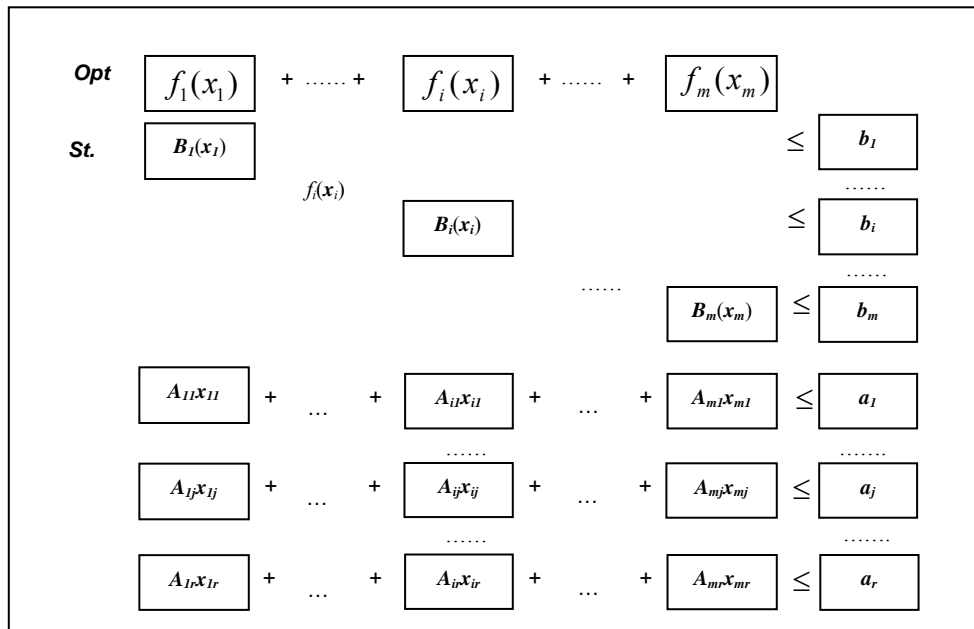 Opt f₁(x₁) + ...... + fᵢ(xᵢ) + ...... + fₘ(xₘ)
St. B₁(x₁) ≤ b₁
fᵢ(xᵢ) ......
Bᵢ(xᵢ) ≤ bᵢ
...... ......
Bₘ(xₘ) ≤ bₘ
A₁₁x₁₁ + ... + Aᵢ₁xᵢ₁ + ... + Aₘ₁xₘ₁ ≤ a₁
...... .......
A₁ⱼx₁ⱼ + ... + Aᵢⱼxᵢⱼ + ... + Aₘⱼxₘⱼ ≤ aⱼ
...... .......
A₁ᵣx₁ᵣ + ... + Aᵢᵣxᵢᵣ + ... + Aₘᵣxₘᵣ ≤ aᵣ